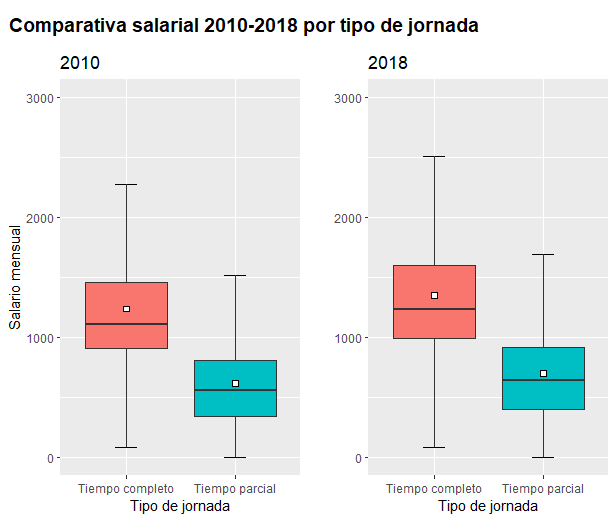 Comparativa salarial 2010-2018 por tipo de jornada
2010
3000
2000
1000
0
Salario mensual
Tiempo completo
Tiempo parcial
Tipo de jornada
2018
3000
2000
1000
0
Tiempo completo
Tiempo parcial
Tipo de jornada